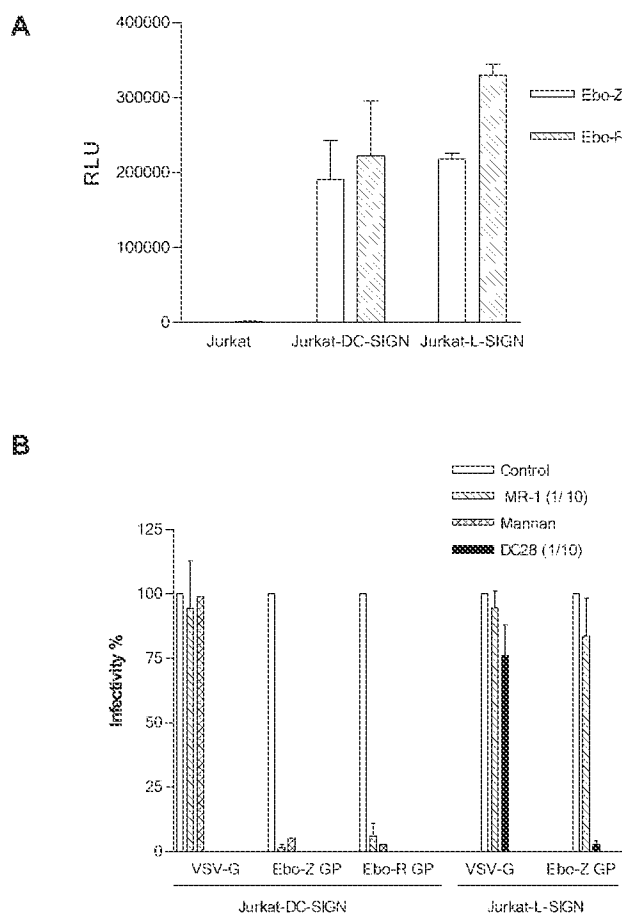 A
400000
300000
200000
100000
0
RLU
Ebo-Z
Jurkat
Jurkat-DC-SIGN
Jurkat-L-SIGN
B
Control
MR-1 (1/10)
Mannan
DC28 (1/10)
125
100
75
50
25
0
Infectivity %
VSV-G
Ebo-Z GP
Ebo-R GP
VSV-G
Ebo-Z GP
Jurkat-DC-SIGN
Jurkat-L-SIGN